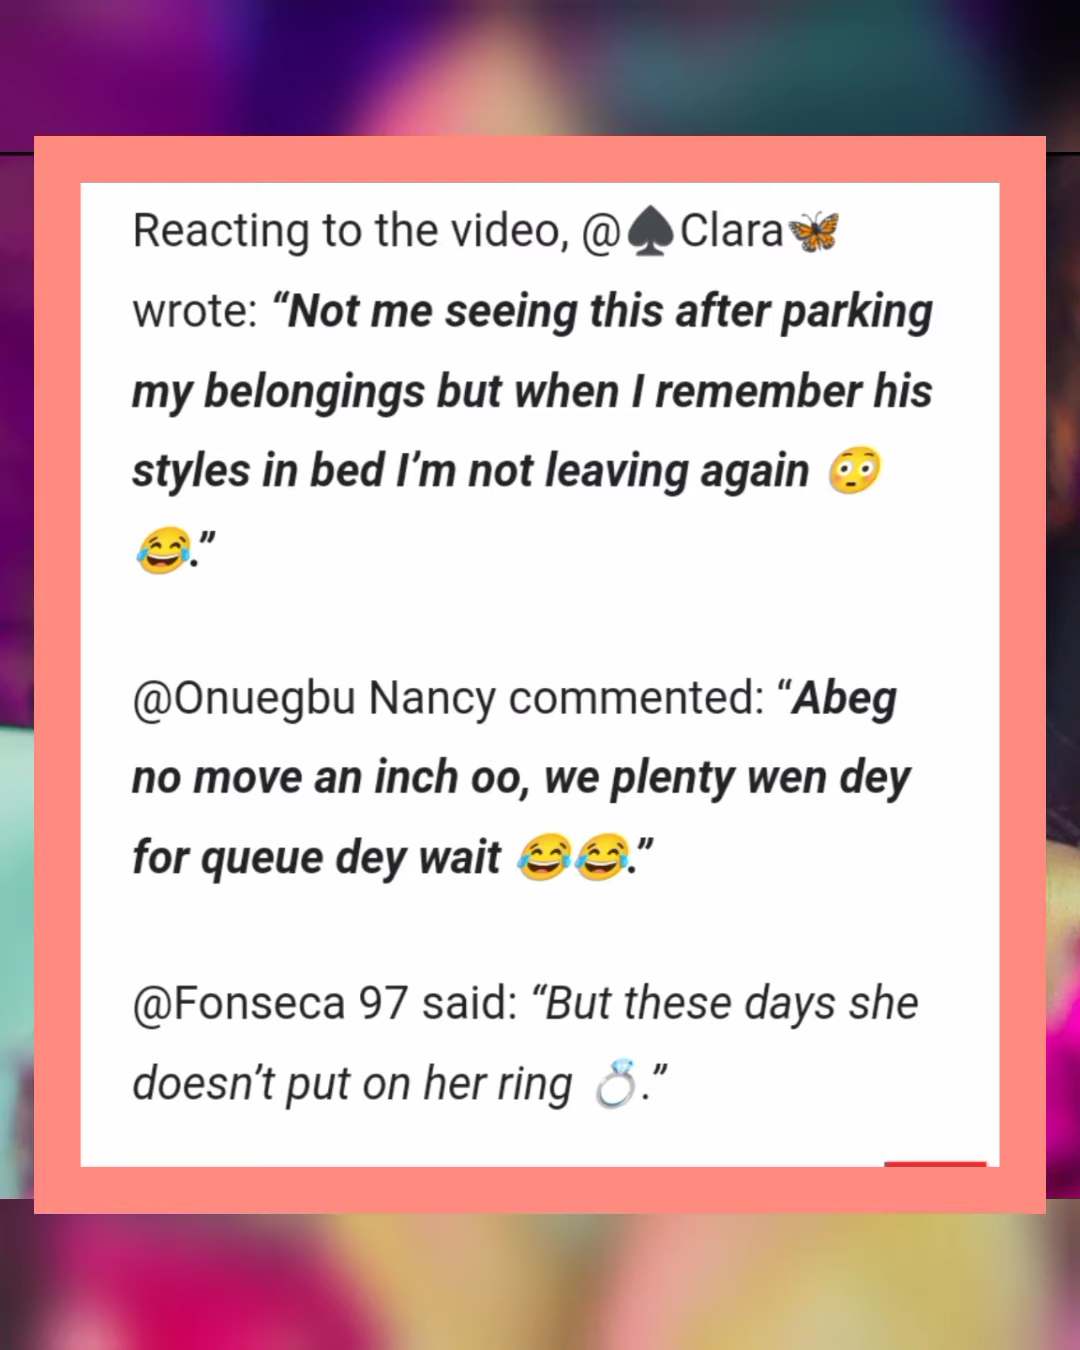 Reacting to the video, @♠Clara🦋
wrote: “Not me seeing this after parking
my belongings but when I remember his
styles in bed I’m not leaving again 😳
😂.”
@Onuegbu Nancy commented: “Abeg
no move an inch oo, we plenty wen dey
for queue dey wait 😂😂.”
@Fonseca 97 said: “But these days she
doesn’t put on her ring 💍.”